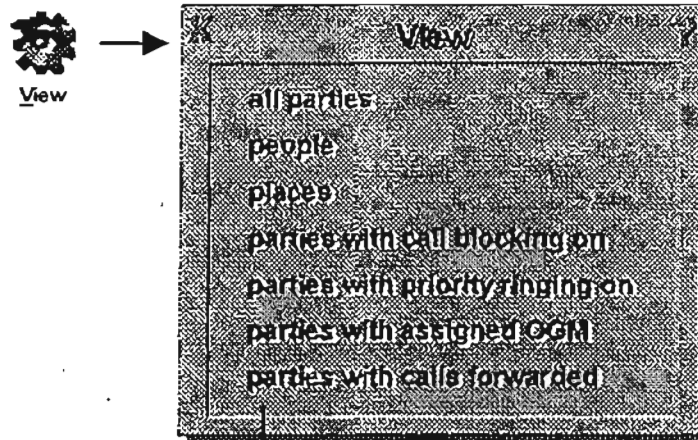 View
View
all parties
people
places
parties with call blocking on
parties with priority ringing on
parties with assigned OGM
parties with calls forwarded